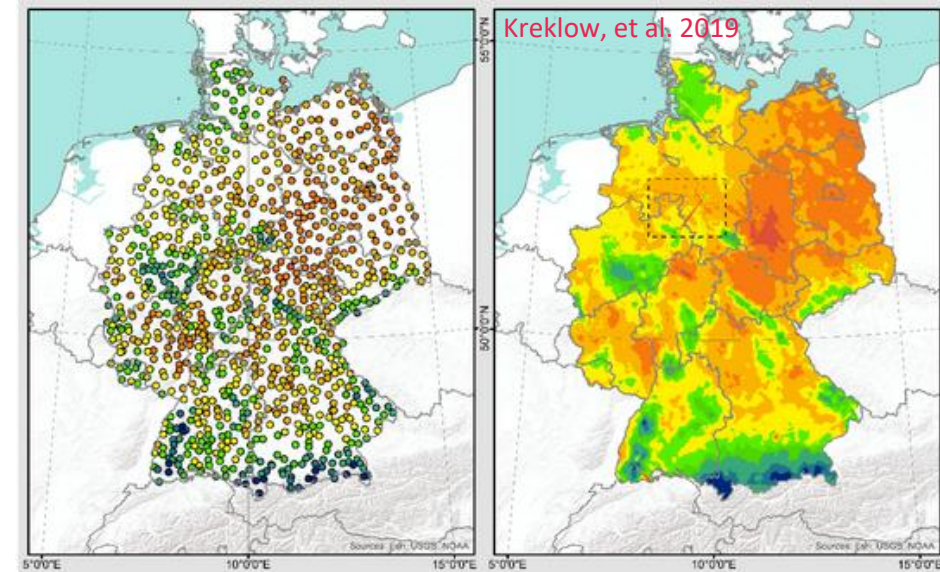 Kreklow, et al. 2019
55°0'0"N
50°0'0"N
Sources: Esri, USGS, NOAA
Sources: Esri, USGS, NOAA
5°0'0"E
10°0'0"E
15°0'0"E
5°0'0"E
10°0'0"E
15°0'0"E